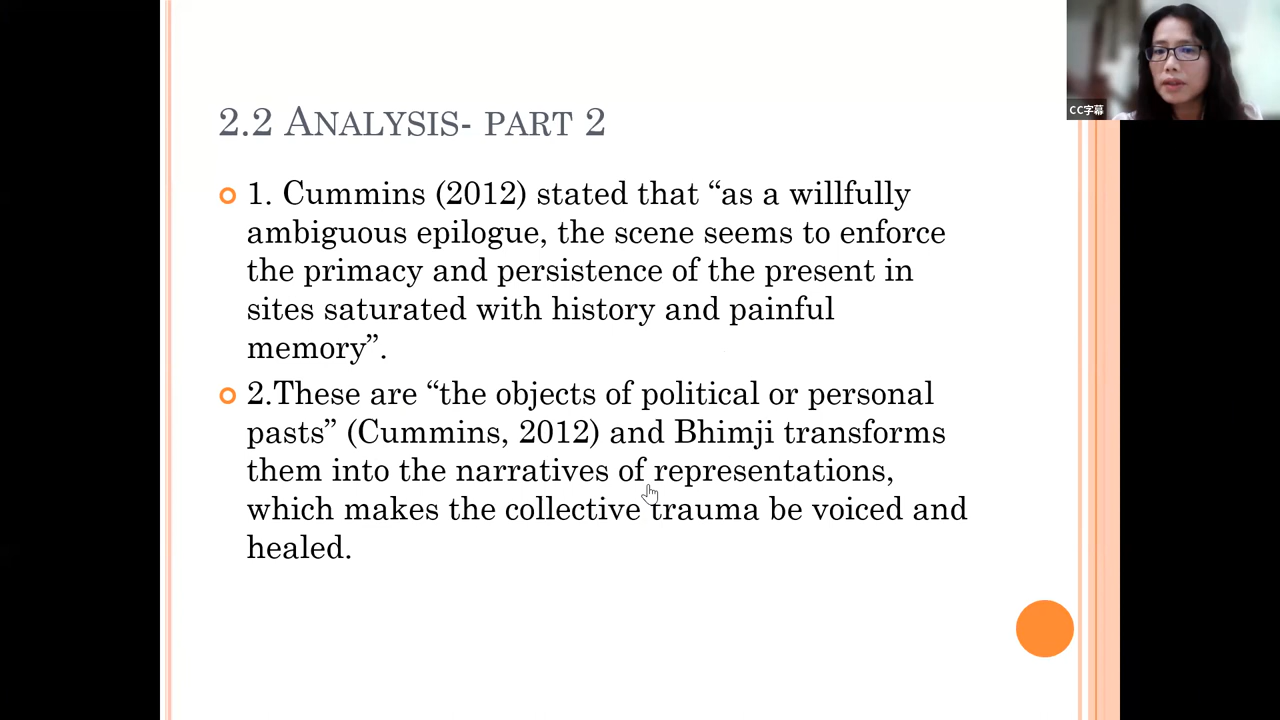 2.2 ANALYSIS- PART 2
1. Cummins (2012) stated that “as a willfully
ambiguous epilogue, the scene seems to enforce
the primacy and persistence of the present in
sites saturated with history and painful
memory”.
2.These are “the objects of political or personal
pasts” (Cummins, 2012) and Bhimji transforms
them into the narratives of representations,
which makes the collective trauma be voiced and
healed.
CC字幕